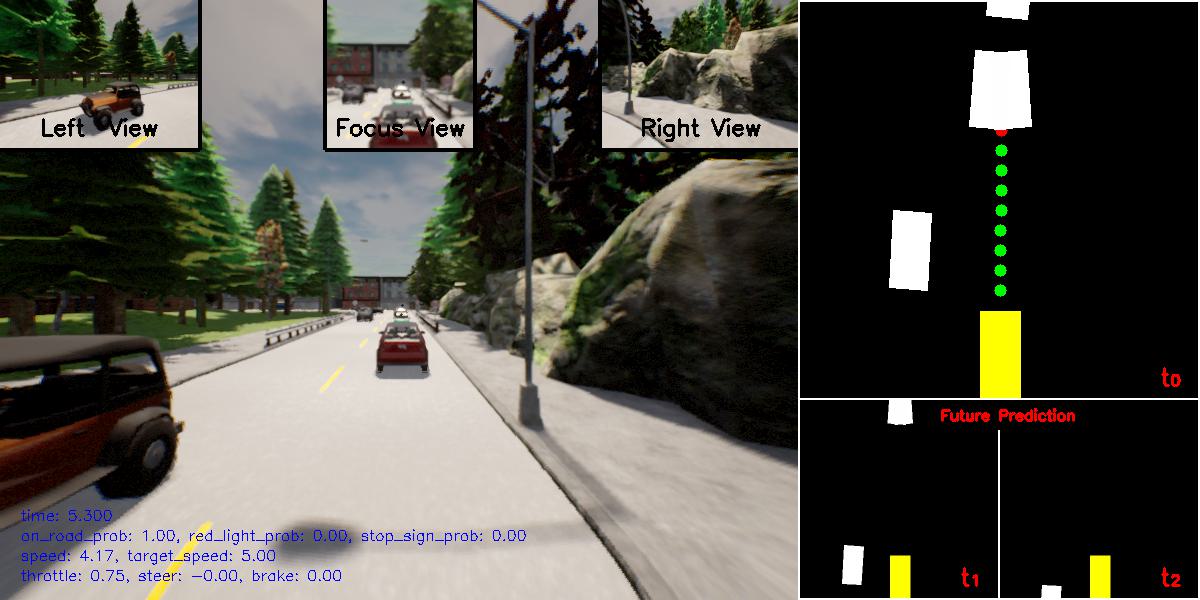 Left View
Focus View
Right View
time: 5.300
on_road_prob: 1.00, red_light_prob: 0.00, stop_sign_prob: 0.00
speed: 4.17, target_speed: 5.00
throttle: 0.75, steer: −0.00, brake: 0.00
t0
Future Prediction
t1
t2